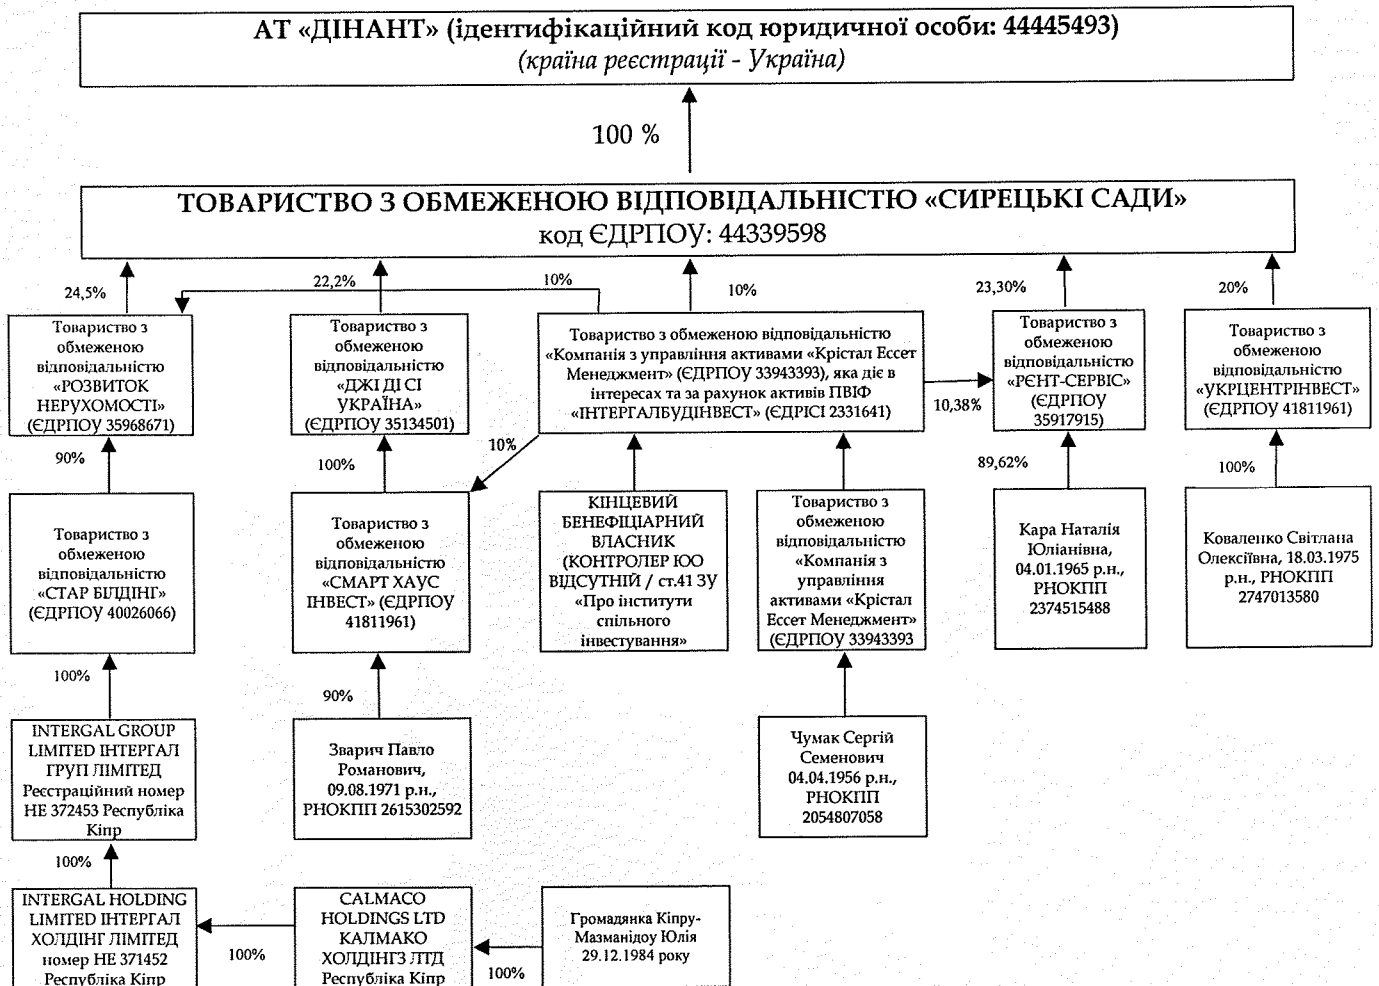 АТ «ДІНАНТ» (ідентифікаційний код юридичної особи: 44445493)
(країна реєстрації - Україна)
100 %
ТОВАРИСТВО З ОБМЕЖЕНОЮ ВІДПОВІДАЛЬНІСТЮ «СИРЕЦЬКІ САДИ»
код ЄДРПОУ: 44339598
24,5%
22,2%
10%
10%
23,30%
20%
Товариство з
обмеженою
відповідальністю
«РОЗВИТОК
НЕРУХОМОСТІ»
(ЄДРПОУ 35968671)
Товариство з
обмеженою
відповідальністю
«ДЖІ ДІ СІ
УКРАЇНА»
(ЄДРПОУ 35134501)
Товариство з обмеженою відповідальністю
«Компанія з управління активами «Крістал Ессет
Менеджмент» (ЄДРПОУ 33943393), яка діє в
інтересах та за рахунок активів ПВІФ
«ІНТЕРГАЛБУДІНВЕСТ» (ЄДРІСІ 2331641)
10,38%
Товариство з
обмеженою
відповідальністю
«РЄНТ-СЕРВІС»
(ЄДРПОУ
35917915)
Товариство з
обмеженою
відповідальністю
«УКРЦЕНТРІНВЕСТ»
(ЄДРПОУ 41811961)
90%
100%
10%
89,62%
100%
Товариство з
обмеженою
відповідальністю
«СТАР БІЛДІНГ»
(ЄДРПОУ 40026066)
Товариство з
обмеженою
відповідальністю
«СМАРТ ХАУС
ІНВЕСТ» (ЄДРПОУ
41811961)
КІНЦЕВИЙ
БЕНЕФІЦІАРНИЙ
ВЛАСНИК
(КОНТРОЛЕР ЮО
ВІДСУТНІЙ / ст.41 ЗУ
«Про інститути
спільного
інвестування»
Товариство з
обмеженою
відповідальністю
«Компанія з
управління
активами «Крістал
Ессет Менеджмент»
(ЄДРПОУ 33943393
Кара Наталія
Юліанівна,
04.01.1965 р.н.,
РНОКПП
2374515488
Коваленко Світлана
Олексіївна, 18.03.1975
р.н., РНОКПП
2747013580
100%
90%
INTERGAL GROUP
LIMITED ІНТЕРГАЛ
ГРУП ЛІМІТЕД
Реєстраційний номер
НЕ 372453 Республіка
Кіпр
Зварич Павло
Романович,
09.08.1971 р.н.,
РНОКПП 2615302592
Чумак Сергій
Семенович
04.04.1956 р.н.,
РНОКПП
2054807058
100%
INTERGAL HOLDING
LIMITED ІНТЕРГАЛ
ХОЛДІНГ ЛІМІТЕД
номер НЕ 371452
Республіка Кіпр
100%
CALMACO
HOLDINGS LTD
КАЛМАКО
ХОЛДІНГЗ ЛТД
Республіка Кіпр
100%
Громадянка Кіпру-
Мазманідоу Юлія
29.12.1984 року